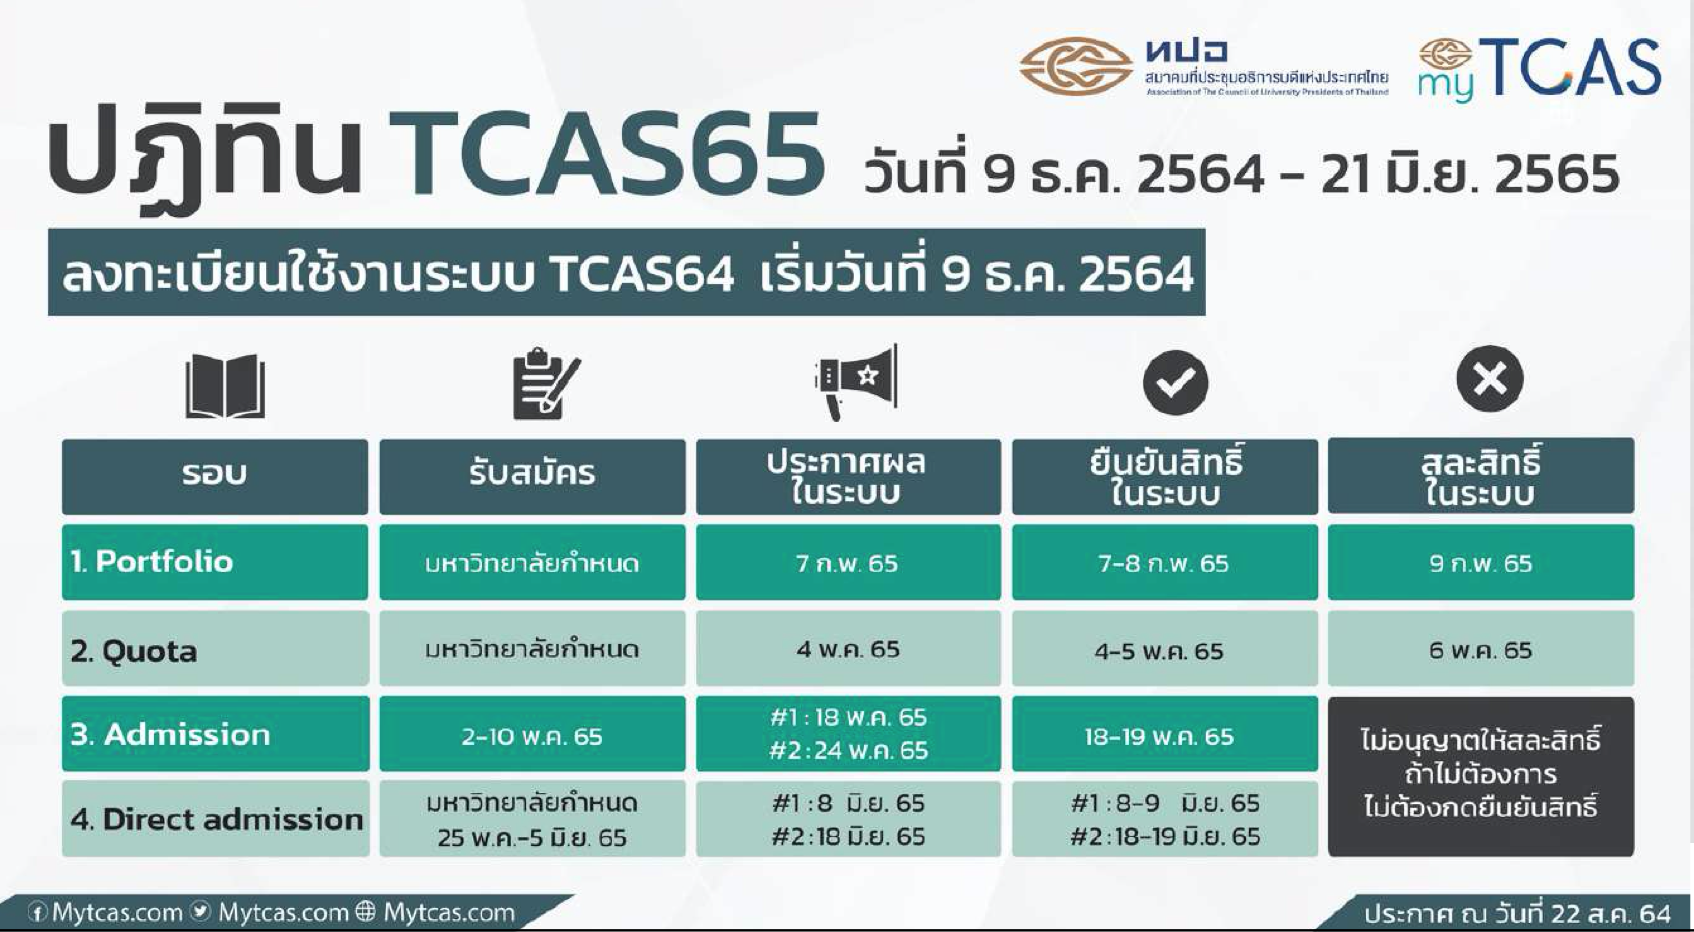 ทปอ
สมาคมที่ประชุมอธิการบดีแห่งประเทศไทย
Association of The Council of University Presidents of Thailand
myTCAS
ปฏิทิน TCAS65 วันที่ 9 ธ.ค. 2564 - 21 มิ.ย. 2565
ลงทะเบียนใช้งานระบบ TCAS64 เริ่มวันที่ 9 ธ.ค. 2564
รอบ
รับสมัคร
ประกาศผล
ในระบบ
ยืนยันสิทธิ์
ในระบบ
สละสิทธิ์
ในระบบ
1. Portfolio
มหาวิทยาลัยกำหนด
7 ก.พ. 65
7-8 ก.พ. 65
9 ก.พ. 65
2. Quota
มหาวิทยาลัยกำหนด
4 พ.ค. 65
4-5 พ.ค. 65
6 พ.ค. 65
3. Admission
2-10 พ.ค. 65
#1 : 18 พ.ค. 65
#2 : 24 พ.ค. 65
18-19 พ.ค. 65
ไม่อนุญาตให้สละสิทธิ์
ถ้าไม่ต้องการ
ไม่ต้องกดยืนยันสิทธิ์
4. Direct admission
มหาวิทยาลัยกำหนด
25 พ.ค.-5 มิ.ย. 65
#1 : 8 มิ.ย. 65
#2 : 18 มิ.ย. 65
#1 : 8-9 มิ.ย. 65
#2 : 18-19 มิ.ย. 65
Mytcas.com Mytcas.com Mytcas.com
ประกาศ ณ วันที่ 22 ส.ค. 64